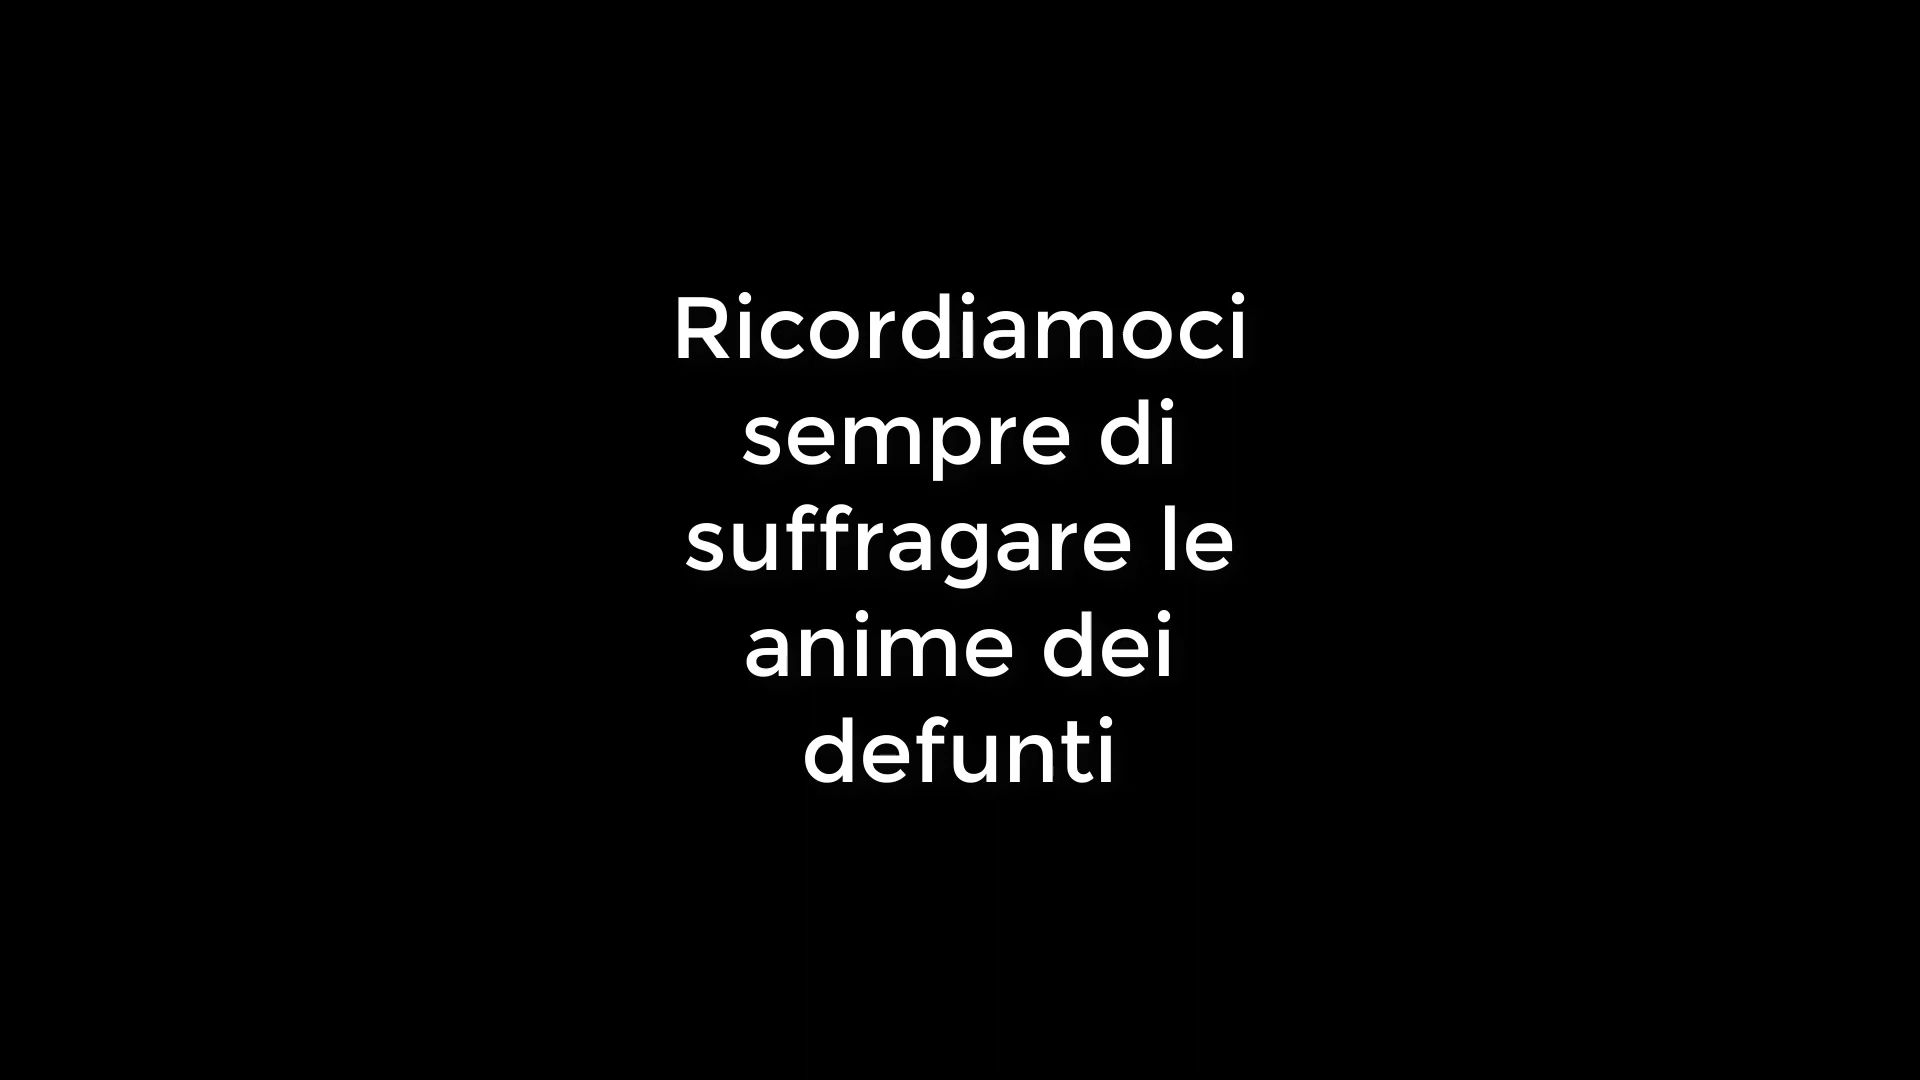 Ricordiamoci
sempre di
suffragare le
anime dei
defunti